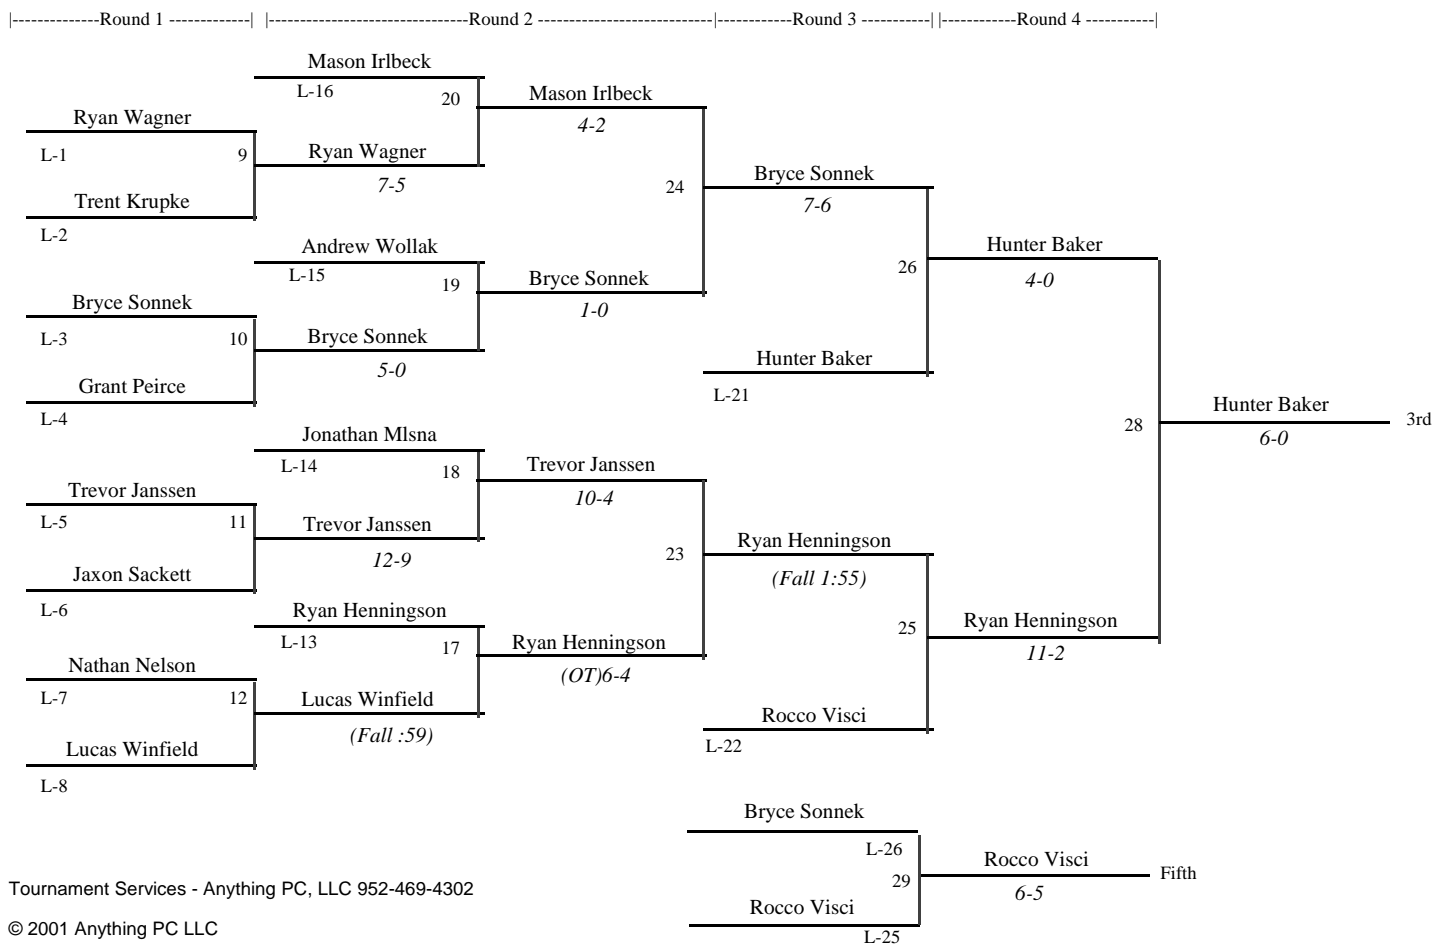 |--------------Round 1 -------------| |---------------------------------Round 2 -----------------------------|------------Round 3 -----------| |------------Round 4 -----------|
Mason Irlbeck
L-16
20
Mason Irlbeck
4-2
Ryan Wagner
L-1
9
Ryan Wagner
7-5
Trent Krupke
L-2
24
Bryce Sonnek
7-6
Andrew Wollak
L-15
19
Bryce Sonnek
1-0
26
Hunter Baker
4-0
Bryce Sonnek
L-3
10
Bryce Sonnek
5-0
Grant Peirce
L-4
Hunter Baker
L-21
28
Hunter Baker
6-0
3rd
Jonathan Mlsna
L-14
18
Trevor Janssen
10-4
Trevor Janssen
L-5
11
Trevor Janssen
12-9
Jaxon Sackett
L-6
23
Ryan Henningson
(Fall 1:55)
Ryan Henningson
L-13
17
Ryan Henningson
(OT)6-4
25
Ryan Henningson
11-2
Nathan Nelson
L-7
12
Lucas Winfield
(Fall :59)
Lucas Winfield
L-8
Rocco Visci
L-22
Bryce Sonnek
L-26
29
Rocco Visci
6-5
Fifth
Rocco Visci
L-25
Tournament Services - Anything PC, LLC 952-469-4302
© 2001 Anything PC LLC